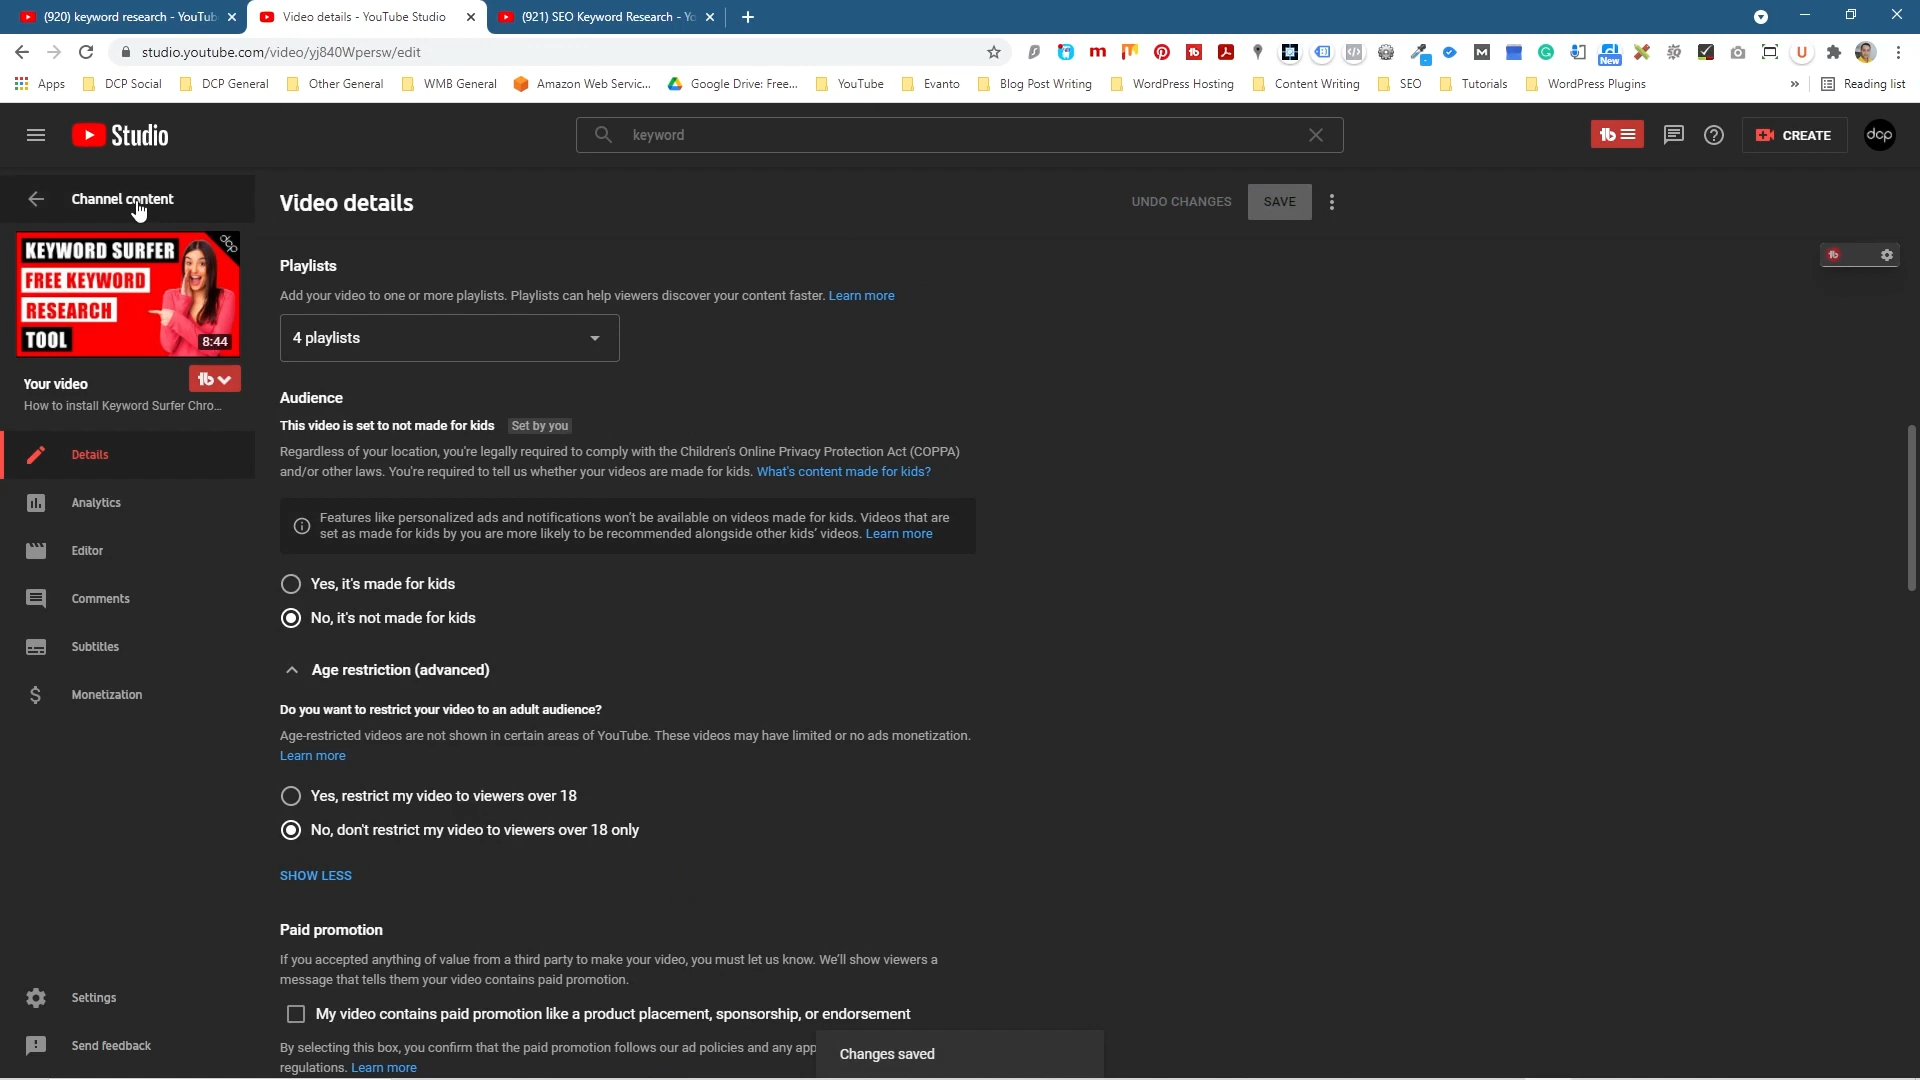 (920) keyword research - YouTub
Video details - YouTube Studio
(921) SEO Keyword Research - Yo
studio.youtube.com/video/yj840Wpersw/edit
New
Apps
DCP Social
DCP General
Other General
WMB General
Amazon Web Servic...
Google Drive: Free...
YouTube
Evanto
Blog Post Writing
WordPress Hosting
Content Writing
SEO
Tutorials
WordPress Plugins
»
Reading list
Studio
keyword
CREATE
dcp
Channel content
Video details
UNDO CHANGES
SAVE
KEYWORD SURFER
FREE KEYWORD
RESEARCH
TOOL
8:44
Your video
How to install Keyword Surfer Chro...
Details
Analytics
Editor
Comments
Subtitles
Monetization
Settings
Send feedback
Playlists
Add your video to one or more playlists. Playlists can help viewers discover your content faster. Learn more
4 playlists
Audience
This video is set to not made for kids Set by you
Regardless of your location, you're legally required to comply with the Children's Online Privacy Protection Act (COPPA)
and/or other laws. You're required to tell us whether your videos are made for kids. What's content made for kids?
Features like personalized ads and notifications won't be available on videos made for kids. Videos that are
set as made for kids by you are more likely to be recommended alongside other kids' videos. Learn more
Yes, it's made for kids
No, it's not made for kids
Age restriction (advanced)
Do you want to restrict your video to an adult audience?
Age-restricted videos are not shown in certain areas of YouTube. These videos may have limited or no ads monetization.
Learn more
Yes, restrict my video to viewers over 18
No, don't restrict my video to viewers over 18 only
SHOW LESS
Paid promotion
If you accepted anything of value from a third party to make your video, you must let us know. We'll show viewers a
message that tells them your video contains paid promotion.
My video contains paid promotion like a product placement, sponsorship, or endorsement
By selecting this box, you confirm that the paid promotion follows our ad policies and any app
regulations. Learn more
Changes saved